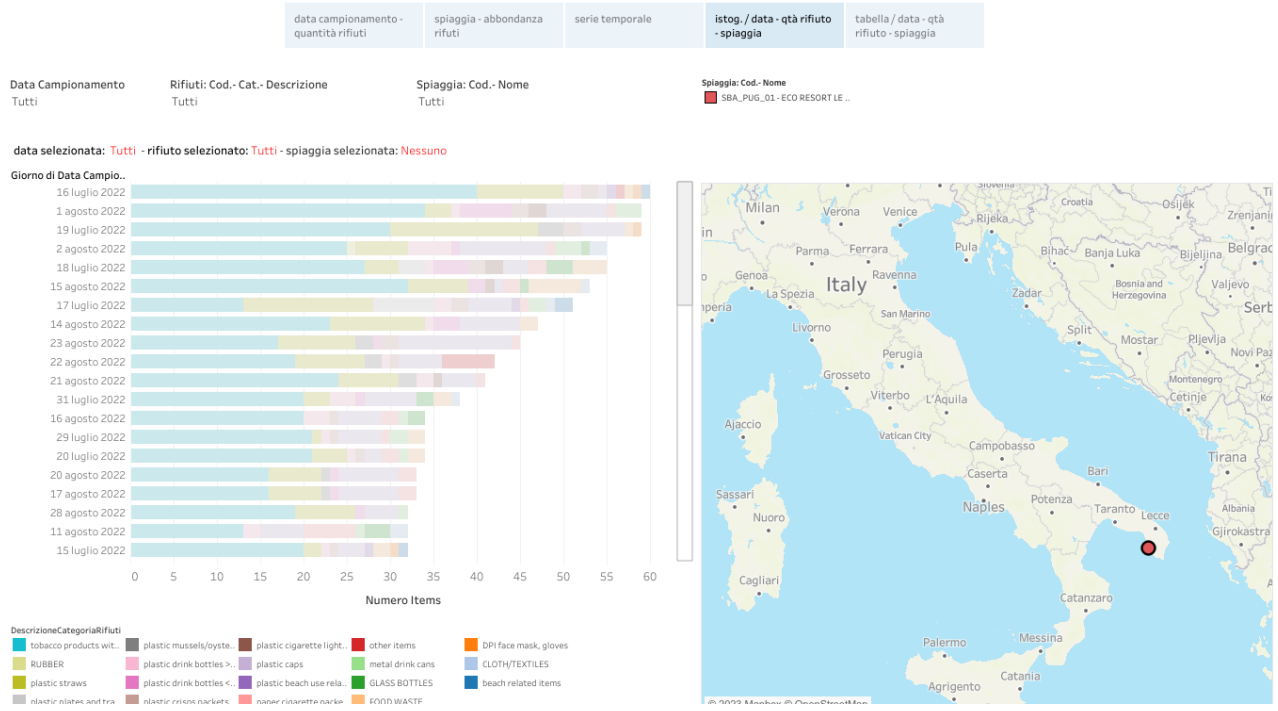 data campionamento -
quantità rifiuti
spiaggia - abbondanza
rifiuti
serie temporale
istog. / data - qtà rifiuto
- spiaggia
tabella / data - qtà
rifiuto - spiaggia
Data Campionamento
Tutti
Rifiuti: Cod.- Cat.- Descrizione
Tutti
Spiaggia: Cod.- Nome
Tutti
Spiaggia: Cod.- Nome
SBA_PUG_01 - ECO RESORT LE ..
data selezionata: Tutti - rifiuto selezionato: Tutti - spiaggia selezionata: Nessuno
Giorno di Data Campio..
16 luglio 2022
1 agosto 2022
19 luglio 2022
2 agosto 2022
18 luglio 2022
15 agosto 2022
17 luglio 2022
14 agosto 2022
23 agosto 2022
22 agosto 2022
21 agosto 2022
31 luglio 2022
16 agosto 2022
29 luglio 2022
20 luglio 2022
20 agosto 2022
17 agosto 2022
28 agosto 2022
11 agosto 2022
15 luglio 2022
0 5 10 15 20 25 30 35 40 45 50 55 60
Numero Items
DescrizioneCategoriaRifiuti
tobacco products wit..
plastic mussels/oyste..
plastic cigarette light..
other items
DPI face mask, gloves
RUBBER
plastic drink bottles >..
plastic caps
metal drink cans
CLOTH/TEXTILES
plastic straws
plastic drink bottles <..
plastic beach use rela..
GLASS BOTTLES
beach related items
plastic plates and tra..
plastic crisps packets..
paper cigarette packe..
FOOD WASTE
Slovenia
Milan
Verona
Venice
Rijeka
Croatia
Osijek
Zrenjani
in
Parma
Ferrara
Pula
Bihać
Banja Luka
Bijeljina
Belgrad
Genoa
Ravenna
Italy
Bosnia and
Herzegovina
Valjevo
La Spezia
Zadar
Serb
mperia
San Marino
Livorno
Split
Mostar
Pljevlja
Novi Paz
Perugia
Grosseto
Montenegro
Cetinje
Ko
Viterbo
L'Aquila
Ajaccio
Vatican City
Campobasso
Tirana
Caserta
Bari
Sassari
Naples
Potenza
Taranto
Lecce
Albania
Nuoro
Gjirokastra
Cagliari
Catanzaro
Palermo
Messina
Catania
Agrigento
© 2023 Mapbox © OpenStreetMap